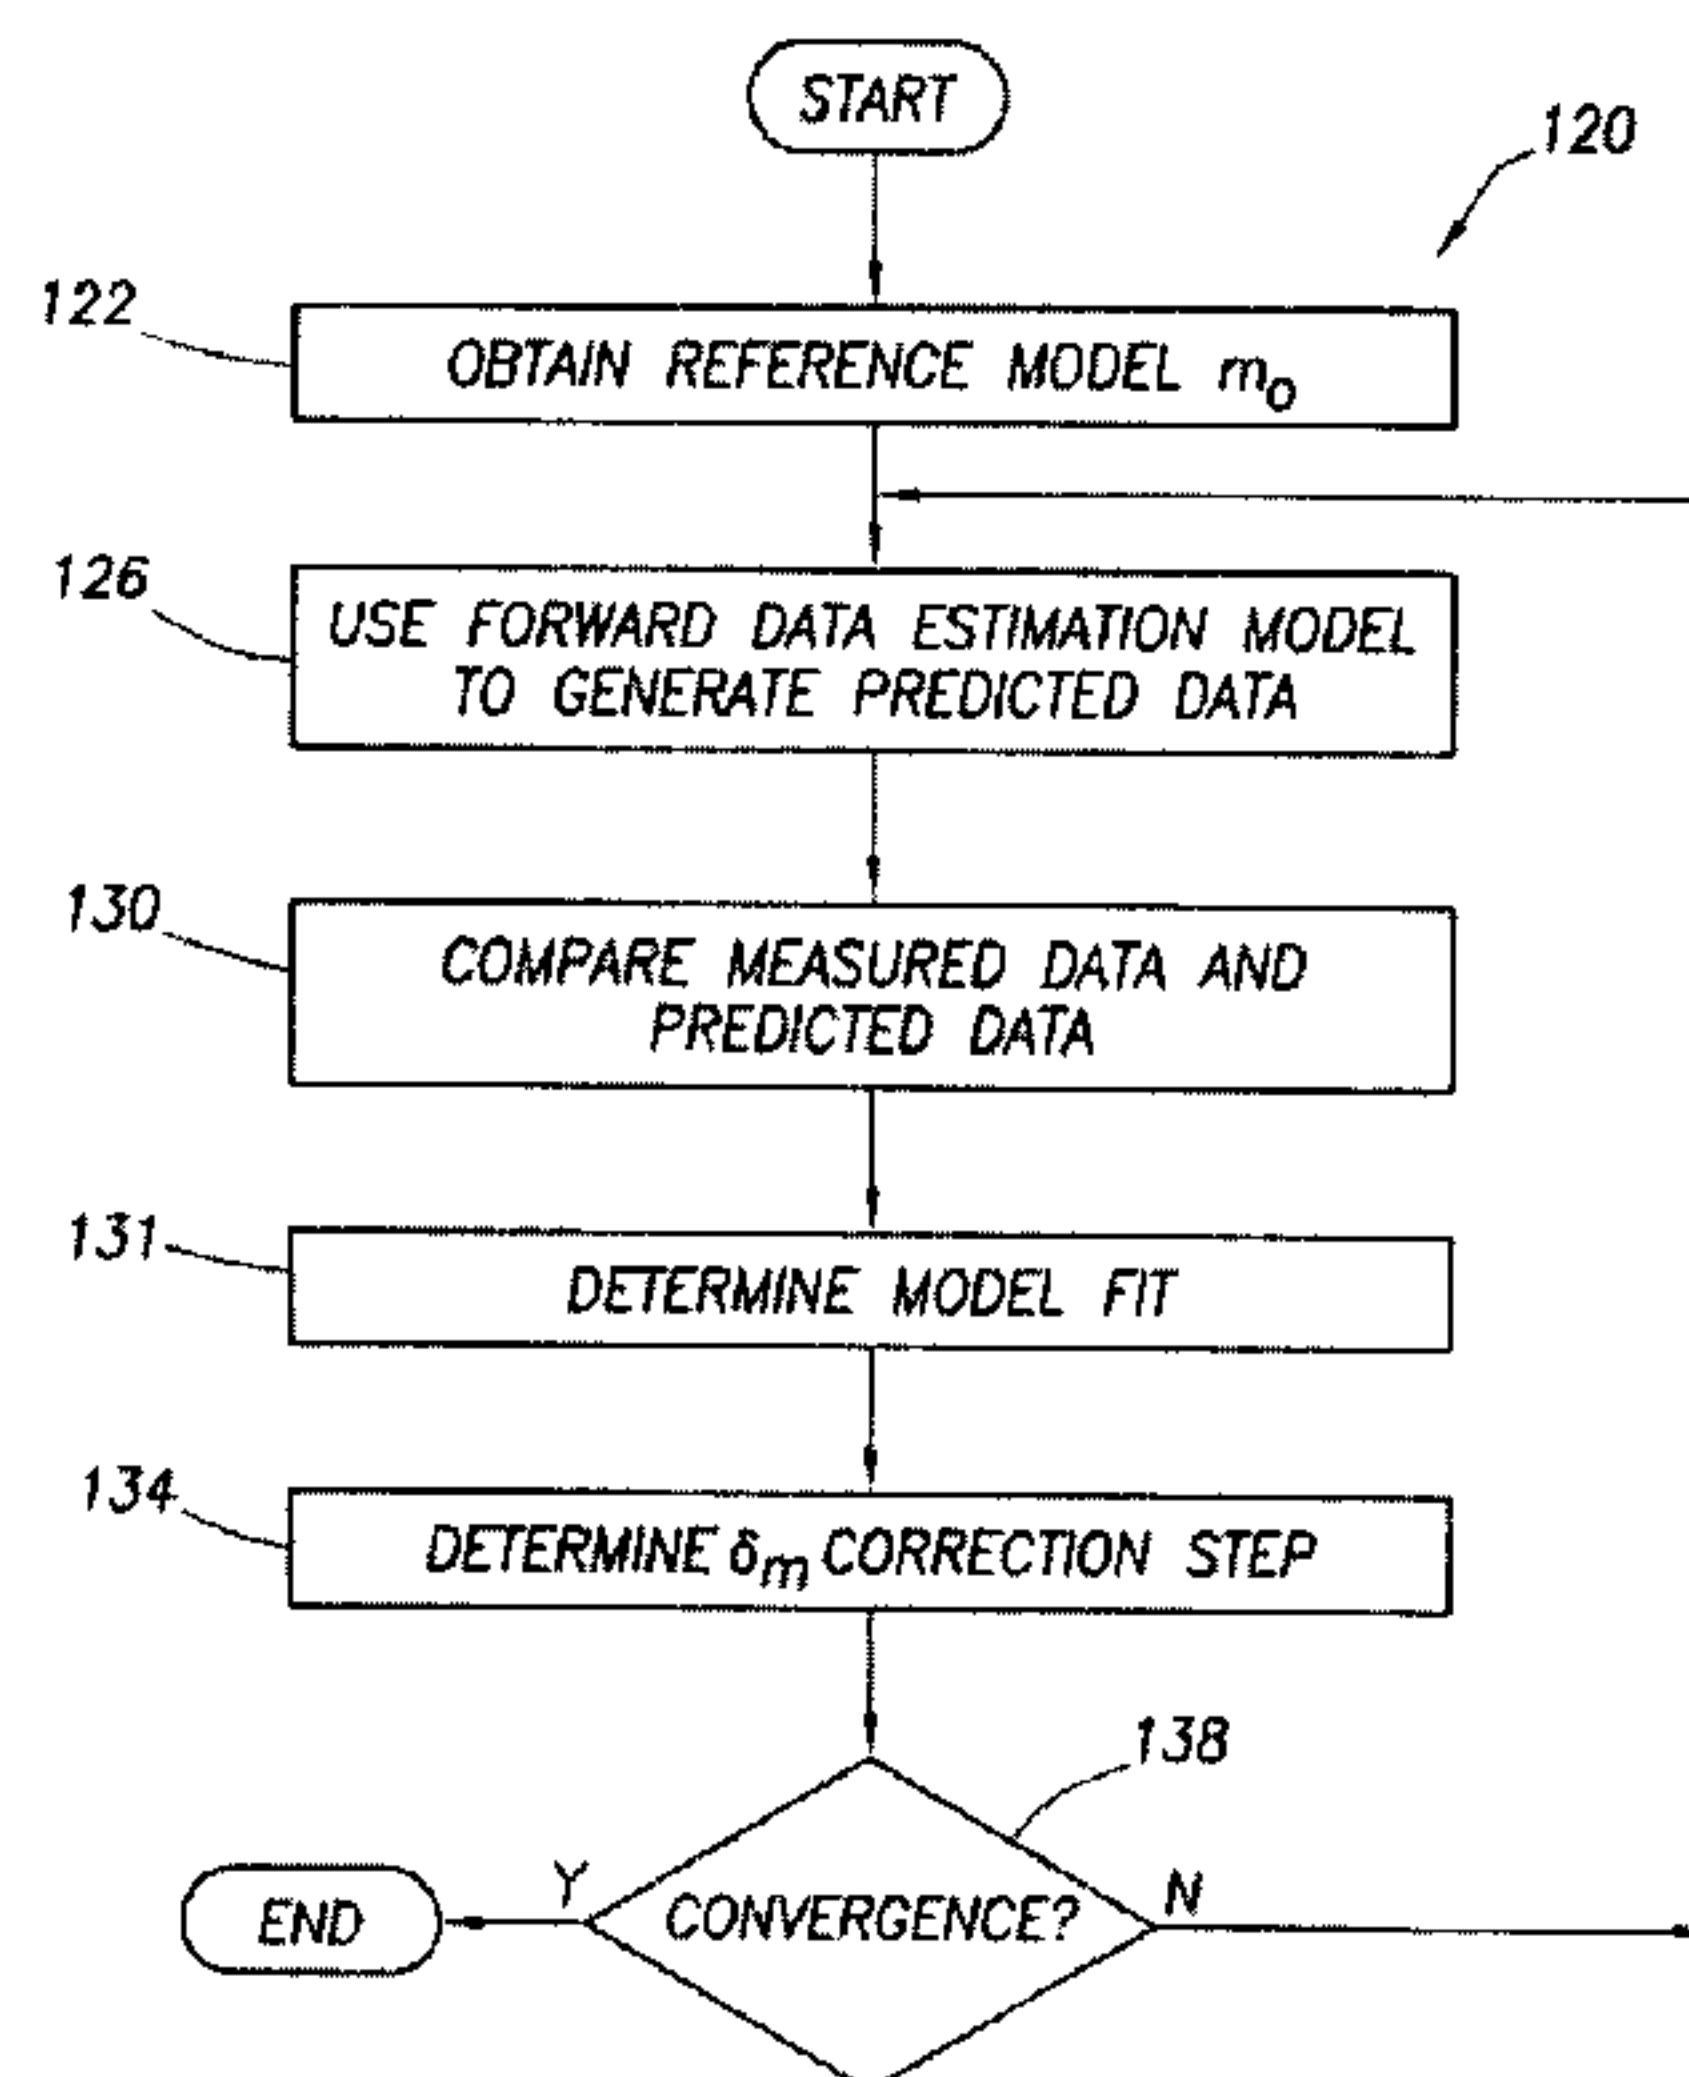 START
120
122
OBTAIN REFERENCE MODEL m₀
126
USE FORWARD DATA ESTIMATION MODEL
TO GENERATE PREDICTED DATA
130
COMPARE MEASURED DATA AND
PREDICTED DATA
131
DETERMINE MODEL FIT
134
DETERMINE δₘ CORRECTION STEP
138
Y
N
END
CONVERGENCE?